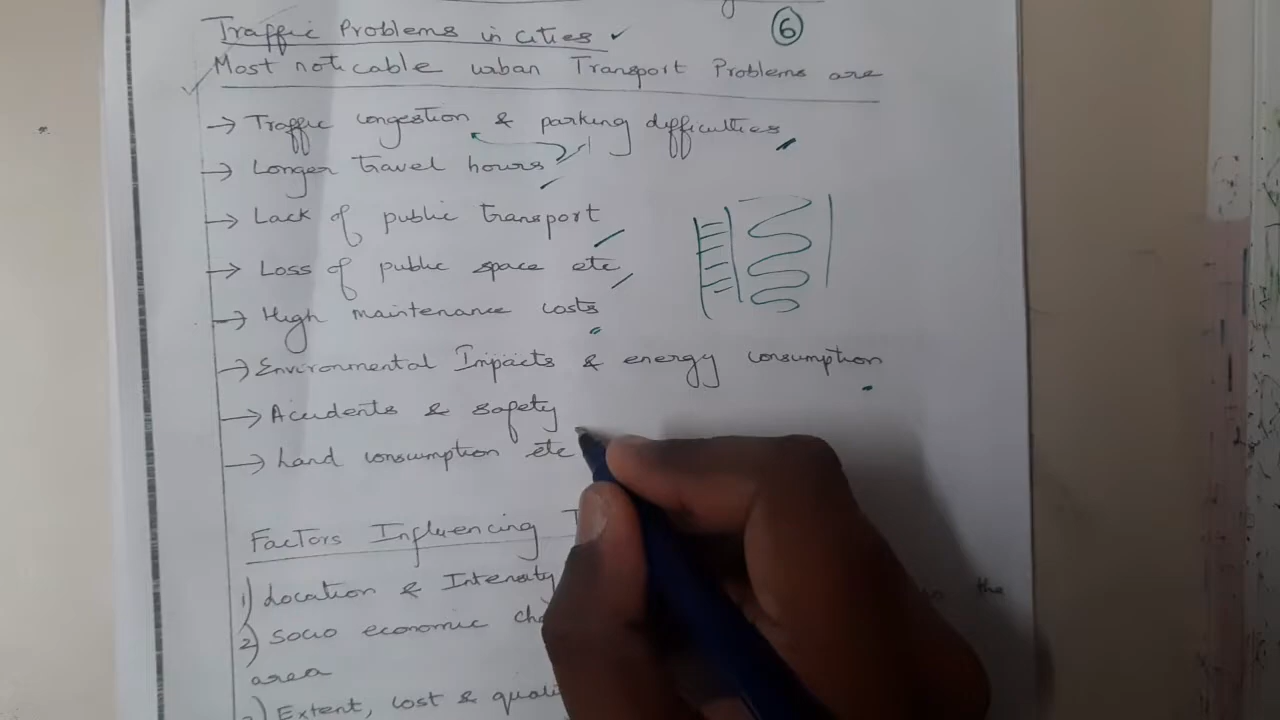 Traffic Problems in cities
6
Most noticable urban Transport Problems are
→ Traffic congestion & parking difficulties
→ Longer travel hours
→ Lack of public transport
→ Loss of public space etc
→ High maintenance costs
→ Environmental Impacts & energy consumption
→ Accidents & safety
→ Land consumption etc
Factors Influencing
1) Location & Intensity
the
2) Socio economic
area
Extent, cost &